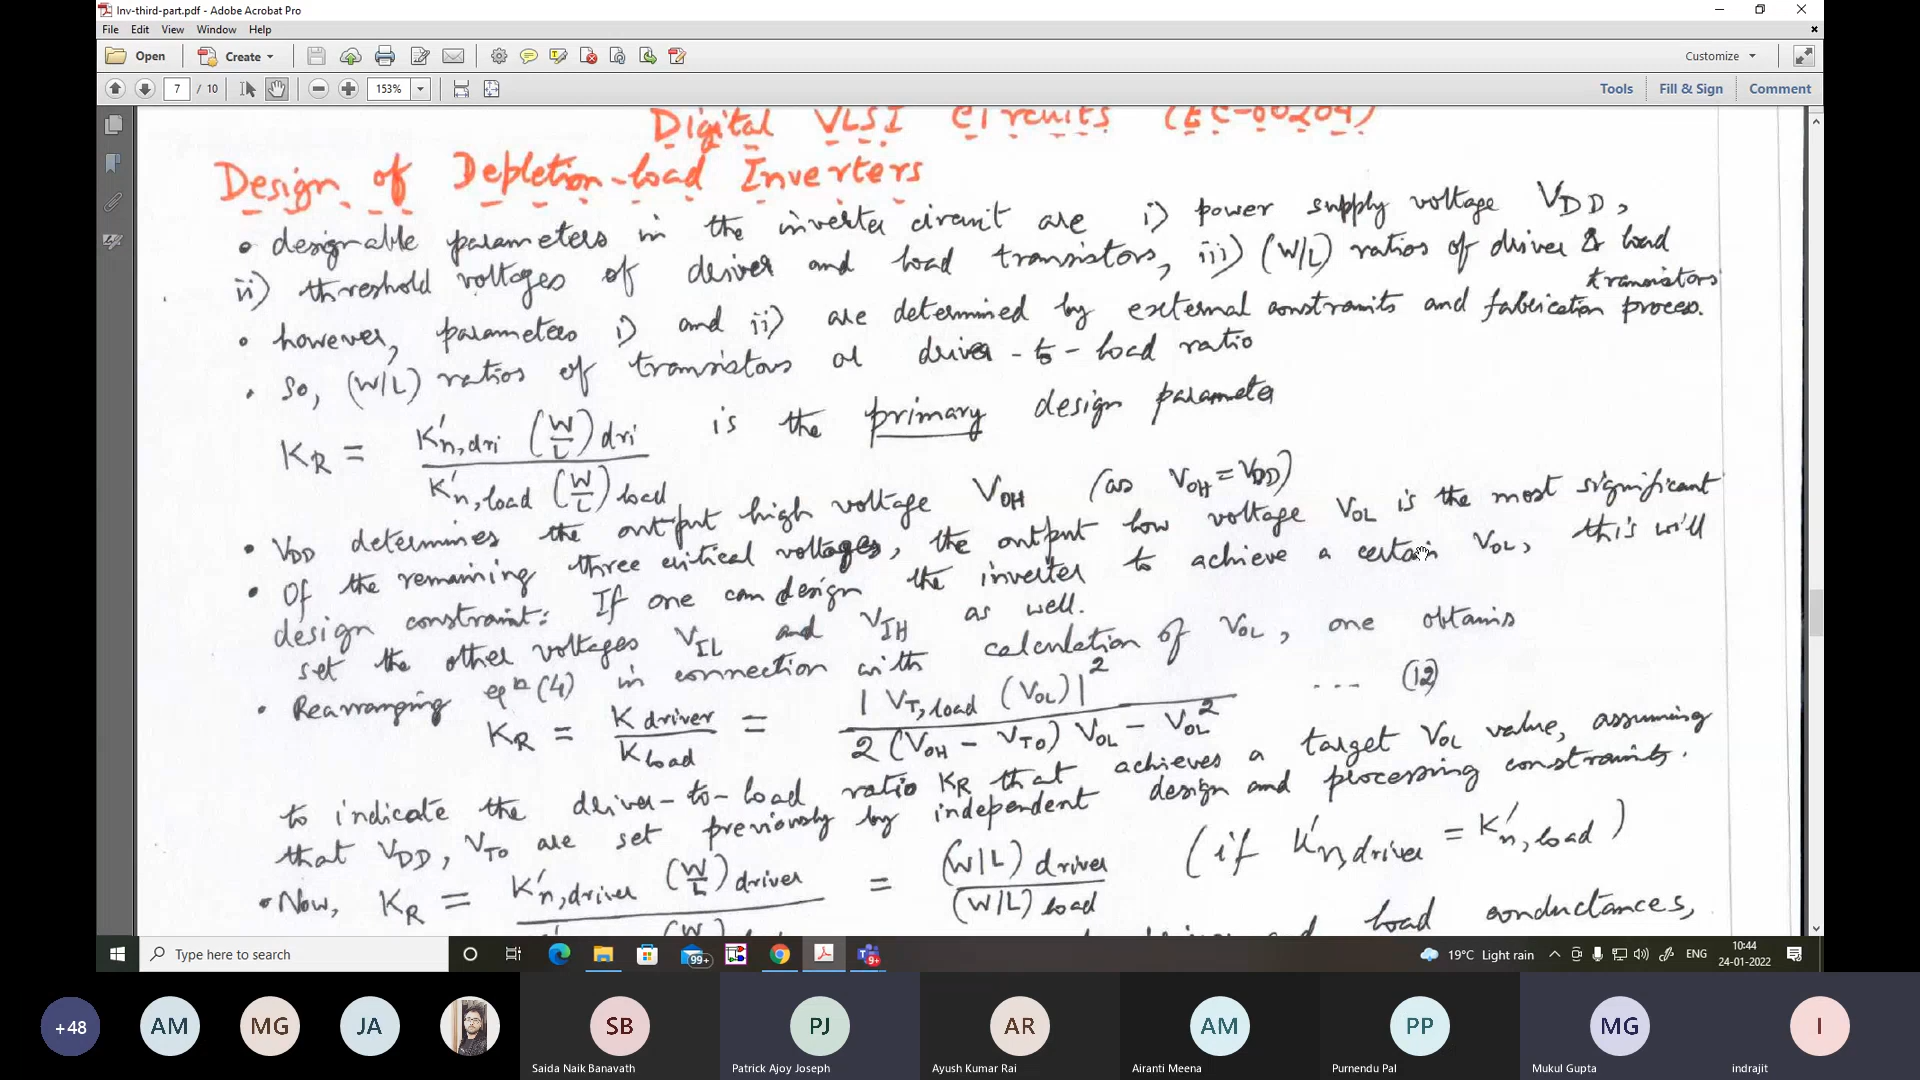 Inv-third-part.pdf - Adobe Acrobat Pro
File Edit View Window Help
Open Create Customize
7 / 10 153% Tools Fill & Sign Comment
Digital VLSI Circuits (EC-00204)
Design of Depletion-load Inverters
• designable parameters in the inverter circuit are i) power supply voltage VDD,
ii) threshold voltages of driver and load transistors, iii) (W/L) ratios of driver & load
transistors
• however, parameters i) and ii) are determined by external constraints and fabrication process.
• So, (W/L) ratios of transistors or driver-to-load ratio
KR = K'n,dri (W/L)dri / K'n,load (W/L)load is the primary design parameter
• VDD determines the output high voltage VOH (as VOH = VDD)
• Of the remaining three critical voltages, the output low voltage VOL is the most significant
design constraint: If one can design the inverter to achieve a certain VOL, this will
set the other voltages VIL and VIH as well.
• Rearranging eqn (4) in connection with calculation of VOL, one obtains
KR = K driver / K load = | VT,load (VOL)|² / 2 (VOH - VTO) VOL - VOL² ... (12)
to indicate the driver-to-load ratio KR that achieves a target VOL value, assuming
that VDD, VTO are set previously by independent design and processing constraints.
• Now, KR = K'n,driver (W/L)driver = (W/L) driver / (W/L) load (if K'n,driver = K'n,load)
load conductances,
Type here to search 99+ 9+ 19°C Light rain ENG 10:44
24-01-2022
+48 AM MG JA SB PJ AR AM PP MG I
Saida Naik Banavath Patrick Ajoy Joseph Ayush Kumar Rai Airanti Meena Purnendu Pal Mukul Gupta indrajit